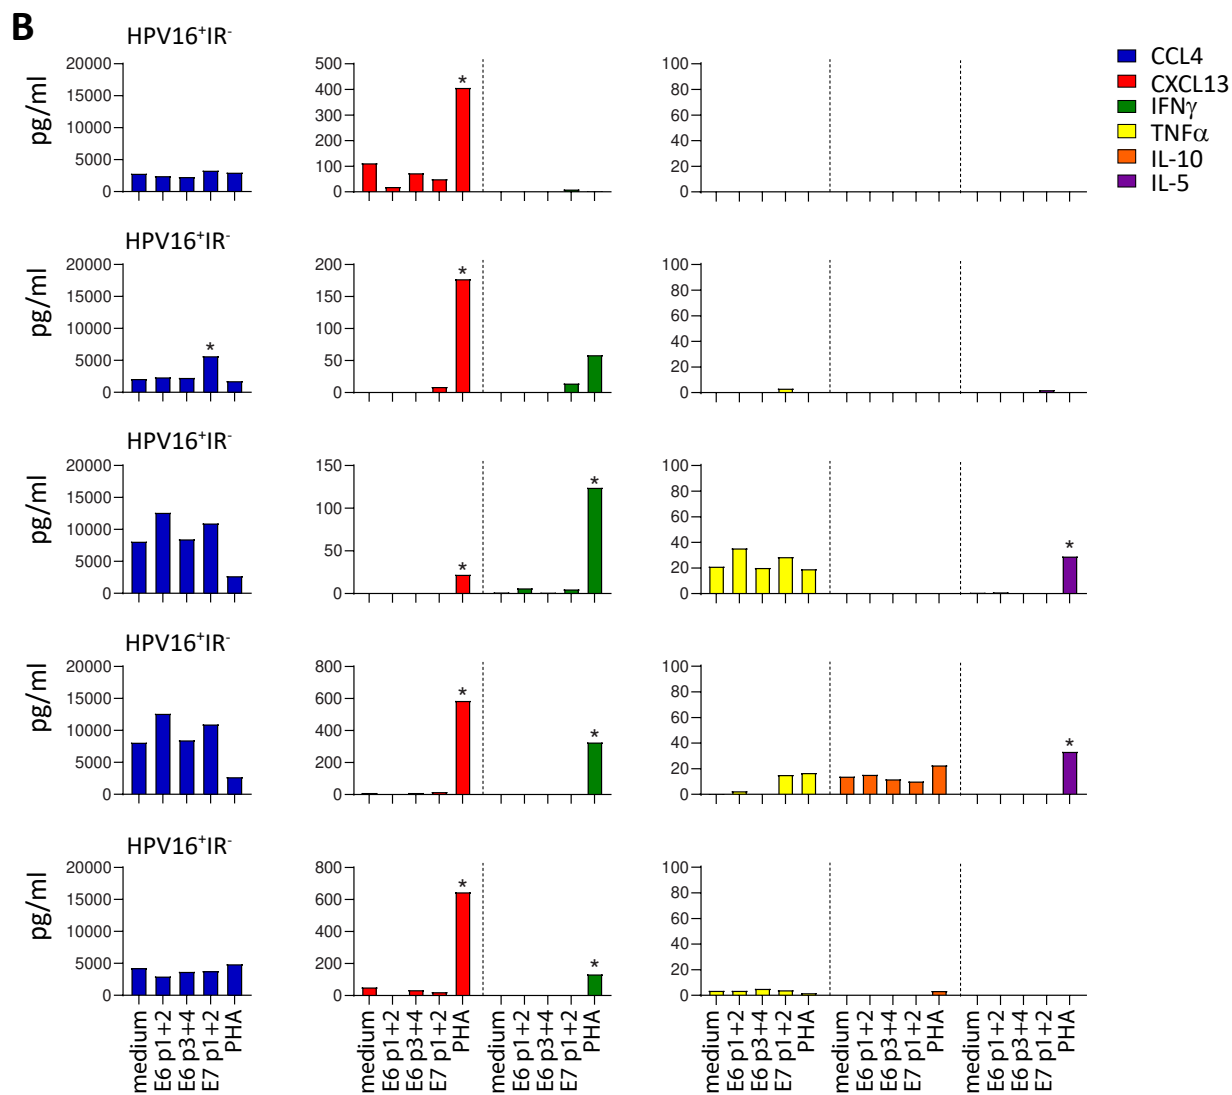 B
HPV16⁺IR⁻
pg/ml
20000
15000
10000
5000
0
500
400
300
200
100
0
*
100
80
60
40
20
0
CCL4
CXCL13
IFNγ
TNFα
IL-10
IL-5
HPV16⁺IR⁻
pg/ml
20000
15000
10000
5000
0
*
200
150
100
50
0
*
100
80
60
40
20
0
HPV16⁺IR⁻
pg/ml
20000
15000
10000
5000
0
150
100
50
0
* *
100
80
60
40
20
0
*
HPV16⁺IR⁻
pg/ml
20000
15000
10000
5000
0
800
600
400
200
0
* *
100
80
60
40
20
0
*
HPV16⁺IR⁻
pg/ml
20000
15000
10000
5000
0
800
600
400
200
0
* *
100
80
60
40
20
0
medium
E6 p1+2
E6 p3+4
E7 p1+2
PHA
medium
E6 p1+2
E6 p3+4
E7 p1+2
PHA
medium
E6 p1+2
E6 p3+4
E7 p1+2
PHA
medium
E6 p1+2
E6 p3+4
E7 p1+2
PHA
medium
E6 p1+2
E6 p3+4
E7 p1+2
PHA
medium
E6 p1+2
E6 p3+4
E7 p1+2
PHA